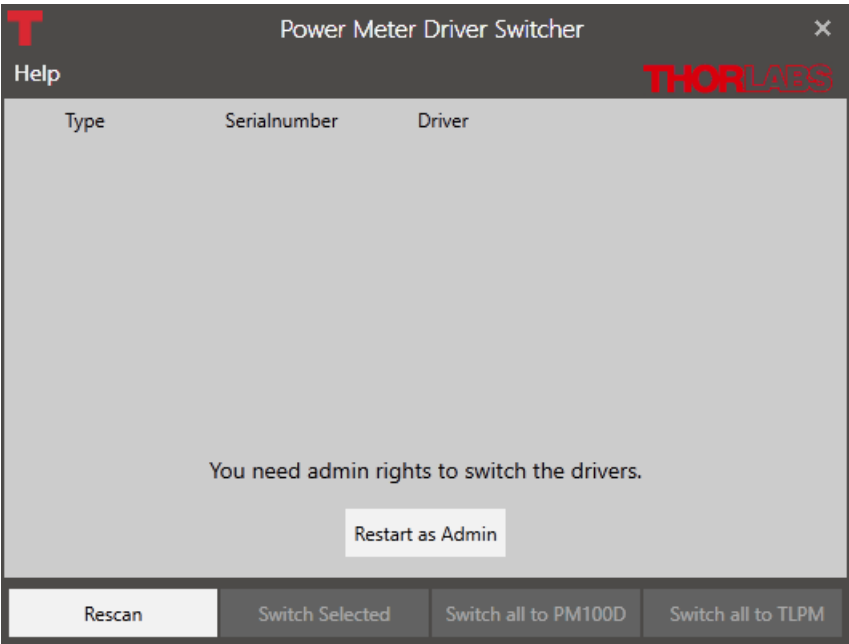 Power Meter Driver Switcher
Help
THORLABS
Type Serialnumber Driver
You need admin rights to switch the drivers.
Restart as Admin
Rescan Switch Selected Switch all to PM100D Switch all to TLPM